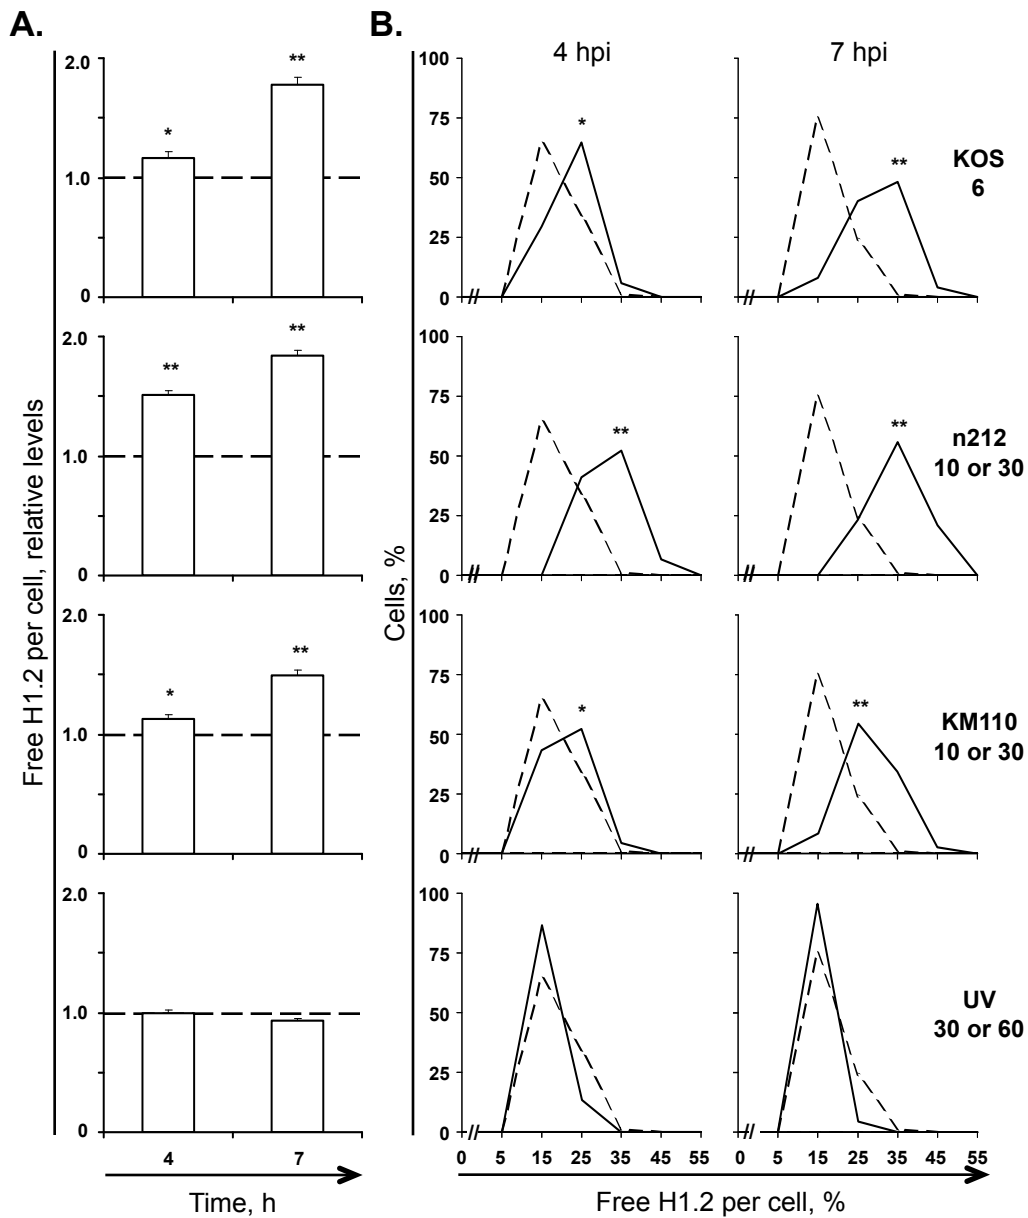 A.
B.
4 hpi
7 hpi
Free H1.2 per cell, relative levels
2.0
1.0
0
*
**
Cells, %
100
75
50
25
0
*
**
KOS
6
2.0
1.0
0
**
**
100
75
50
25
0
**
**
n212
10 or 30
2.0
1.0
0
*
**
100
75
50
25
0
*
**
KM110
10 or 30
2.0
1.0
0
100
75
50
25
0
UV
30 or 60
4 7
0 5 15 25 35 45 55
0 5 15 25 35 45 55
Time, h
Free H1.2 per cell, %